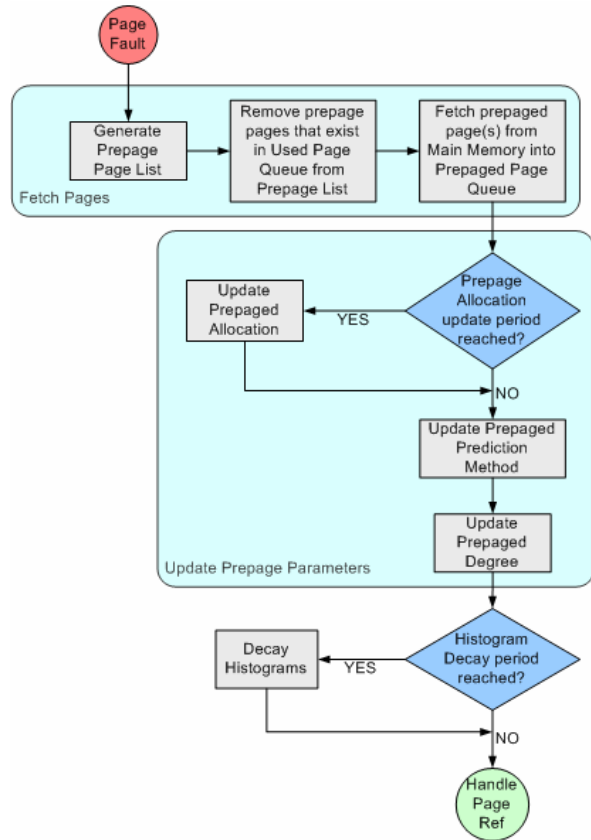 Page
Fault
Generate
Prepage
Page List
Remove prepage
pages that exist
in Used Page
Queue from
Prepage List
Fetch prepaged
page(s) from
Main Memory into
Prepaged Page
Queue
Fetch Pages
Prepage
Allocation
update period
reached?
YES
Update
Prepaged
Allocation
NO
Update Prepaged
Prediction
Method
Update
Prepaged
Degree
Update Prepage Parameters
Histogram
Decay period
reached?
YES
Decay
Histograms
NO
Handle
Page
Ref